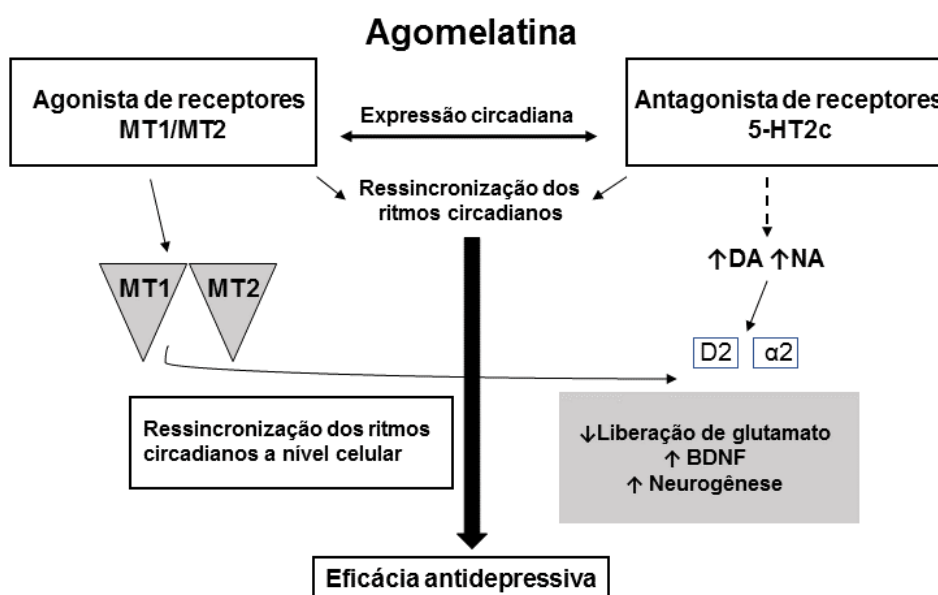 Agomelatina
Agonista de receptores
MT1/MT2
Expressão circadiana
Antagonista de receptores
5-HT2c
Ressincronização dos
ritmos circadianos
↑DA ↑NA
MT1
MT2
D2
α2
Ressincronização dos ritmos
circadianos a nível celular
↓Liberação de glutamato
↑ BDNF
↑ Neurogênese
Eficácia antidepressiva